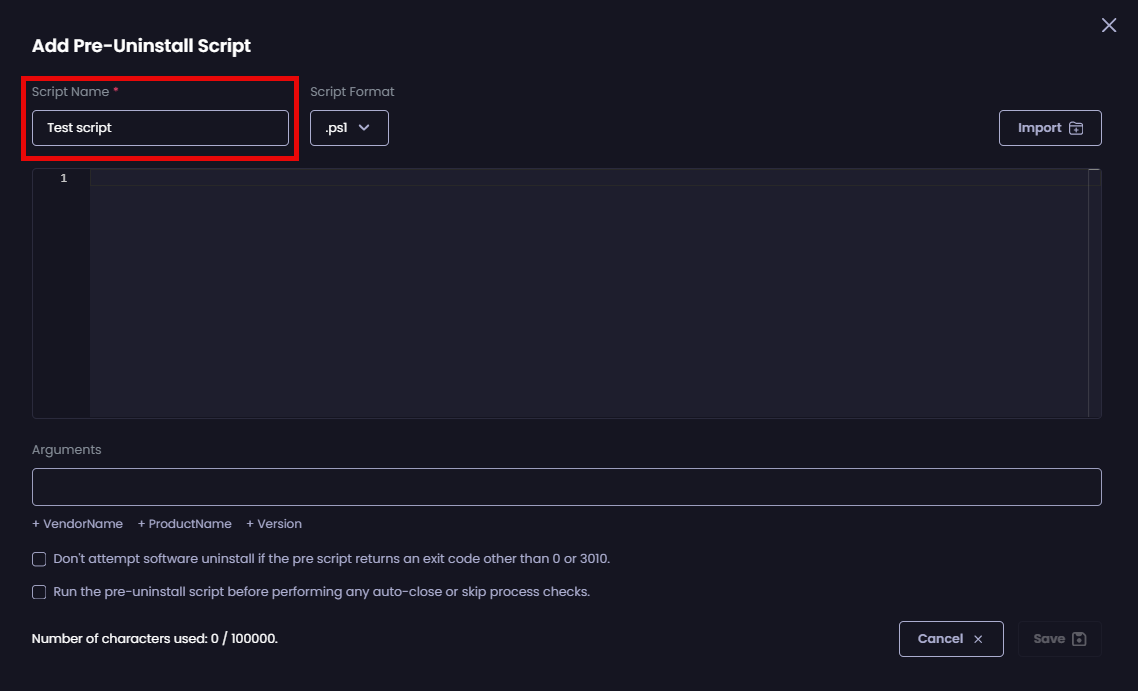 Add Pre-Uninstall Script
Script Name *
Script Format
Test script
.ps1
Import
1
Arguments
+ VendorName + ProductName + Version
Don't attempt software uninstall if the pre script returns an exit code other than 0 or 3010.
Run the pre-uninstall script before performing any auto-close or skip process checks.
Number of characters used: 0 / 100000.
Cancel
Save